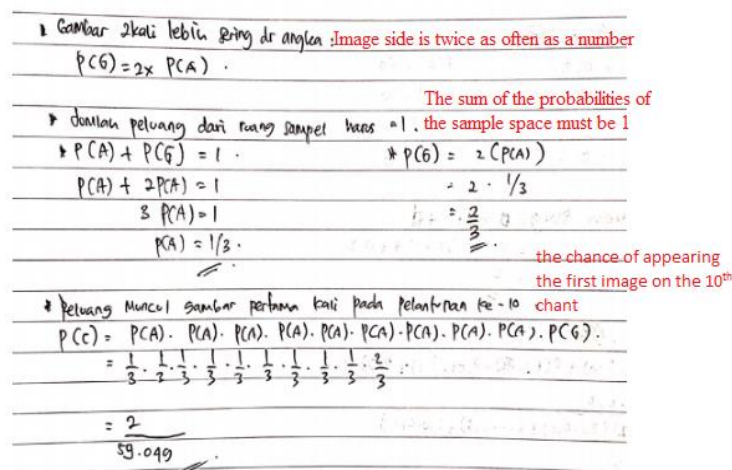 1 Gambar 2kali lebih sering dr angka : Image side is twice as often as a number
P(G) = 2x P(A) .
The sum of the probabilities of
* Jumlah peluang dari ruang sampel harus = 1 . the sample space must be 1
* P(A) + P(G) = 1 .
P(A) + 2P(A) = 1
3 P(A) = 1
P(A) = 1/3 .
* P(G) = 2 (P(A))
= 2 . 1/3
= 2/3
the chance of appearing
the first image on the 10th
chant
* Peluang Muncul gambar pertama kali pada pelantunan ke - 10
P(C) = P(A) . P(A) . P(A) . P(A) . P(A) . P(A) . P(A) . P(A) . P(A) . P(G) .
= 1/3 . 1/3 . 1/3 . 1/3 . 1/3 . 1/3 . 1/3 . 1/3 . 1/3 . 2/3
= 2/59.049